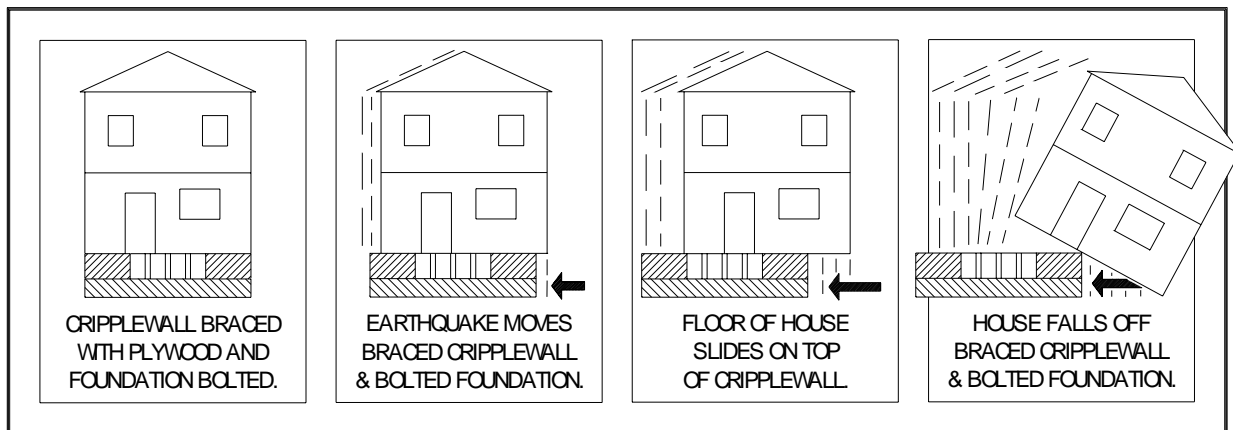 CRIPPLEWALL BRACED
WITH PLYWOOD AND
FOUNDATION BOLTED.
EARTHQUAKE MOVES
BRACED CRIPPLEWALL
& BOLTED FOUNDATION.
FLOOR OF HOUSE
SLIDES ON TOP
OF CRIPPLEWALL.
HOUSE FALLS OFF
BRACED CRIPPLEWALL
& BOLTED FOUNDATION.